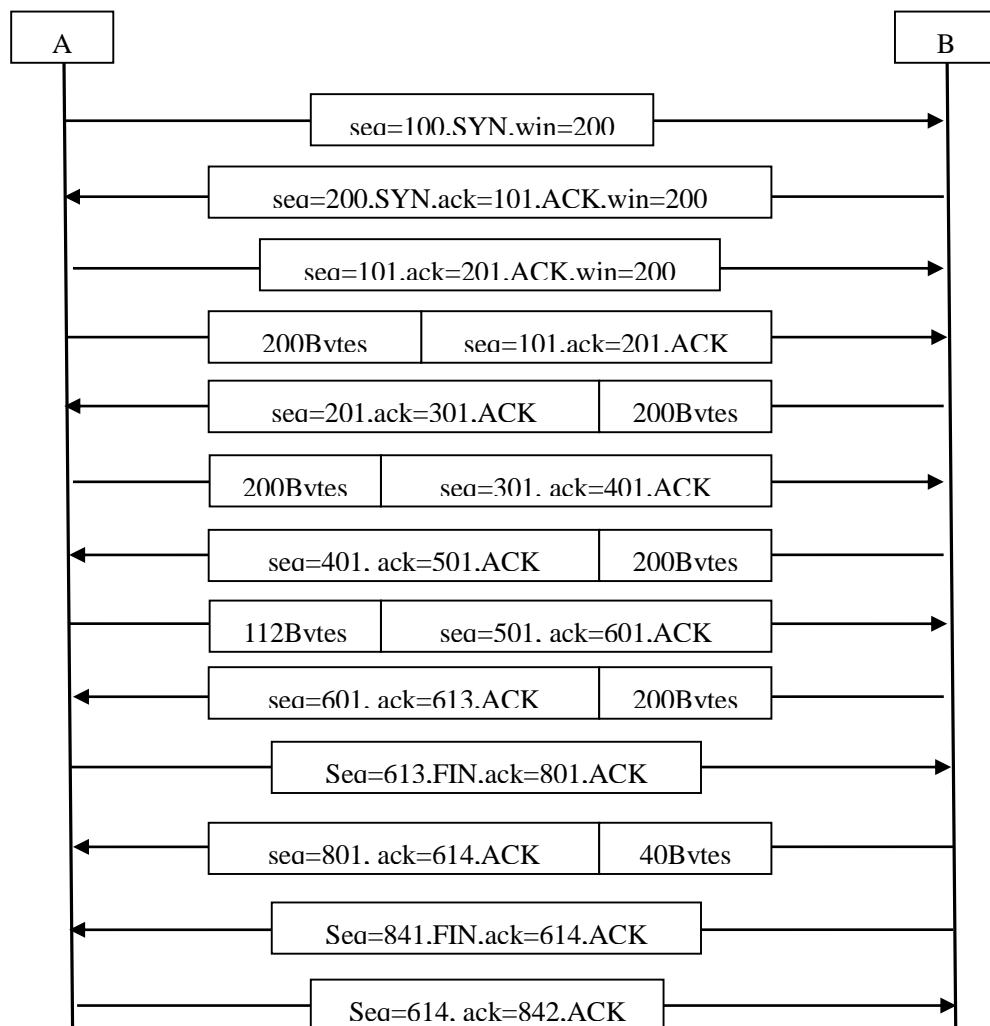 A B
seq=100,SYN,win=200
seq=200,SYN,ack=101,ACK,win=200
seq=101,ack=201,ACK,win=200
200Bytes seq=101,ack=201,ACK
seq=201,ack=301,ACK 200Bytes
200Bytes seq=301, ack=401,ACK
seq=401, ack=501,ACK 200Bytes
112Bytes seq=501, ack=601,ACK
seq=601, ack=613,ACK 200Bytes
Seq=613,FIN,ack=801,ACK
seq=801, ack=614,ACK 40Bytes
Seq=841,FIN,ack=614,ACK
Seq=614, ack=842,ACK